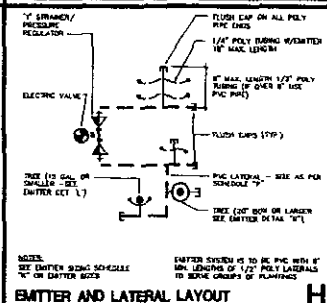 "Y" STRAINER/
PRESSURE
REGULATOR
ELECTRIC VALVE
TREE (15 GAL. OR
SMALLER - SEE
EMITTER DET.
FLUSH CAP ON ALL POLY
PIPE ENDS
1/4" POLY TUBING W/EMITTER
18" MAX. LENGTH
8" MAX. LENGTH 1/2" POLY
TUBING (IF OVER 8" USE
PVC PIPE)
FLUSH CAPS (TYP.)
PVC LATERAL - SIZE AS PER
SCHEDULE
TREE (20" BOX OR LARGER
SEE EMITTER DETAIL
NOTES:
SEE EMITTER SIZING SCHEDULE
OR EMITTER SIZES
EMITTER SYSTEM IS TO BE PVC WITH 8"
MIN. LENGTHS OF 1/2" POLY LATERALS
TO SERVE GROUPS OF PLANTINGS
EMITTER AND LATERAL LAYOUT
H